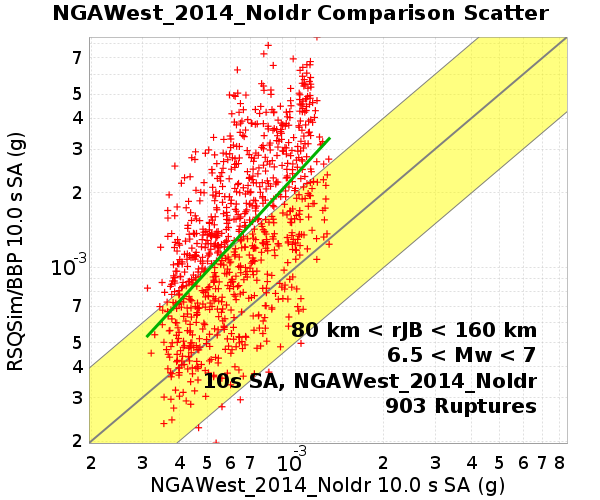 NGAWest_2014_NoIdr Comparison Scatter
RSQSim/BBP 10.0 s SA (g)
7
5
4
3
2
10-3
7
5
4
3
2
80 km < rJB < 160 km
6.5 < Mw < 7
10s SA, NGAWest_2014_NoIdr
903 Ruptures
2 3 4 5 6 7 10-3 2 3 4 5 6 7 8
NGAWest_2014_NoIdr 10.0 s SA (g)